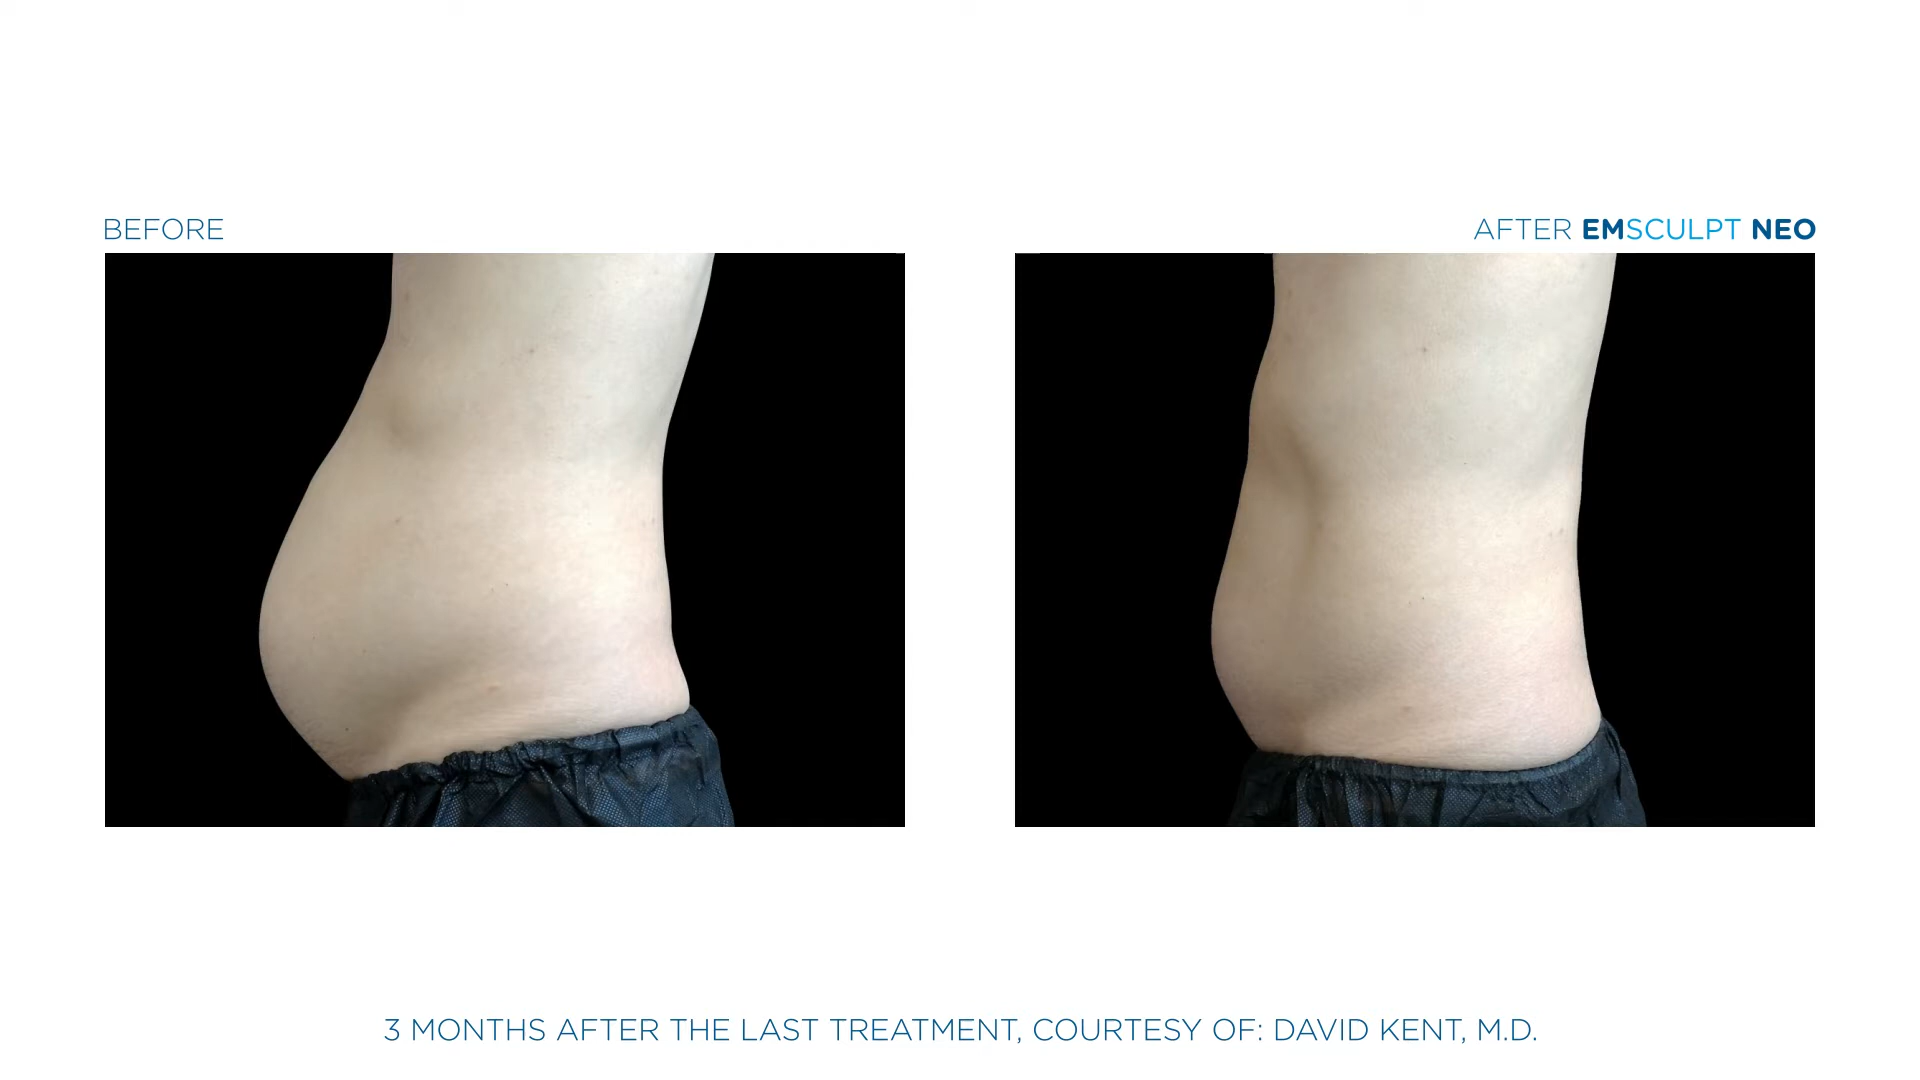 BEFORE
AFTER EMSCULPT NEO
3 MONTHS AFTER THE LAST TREATMENT, COURTESY OF: DAVID KENT, M.D.